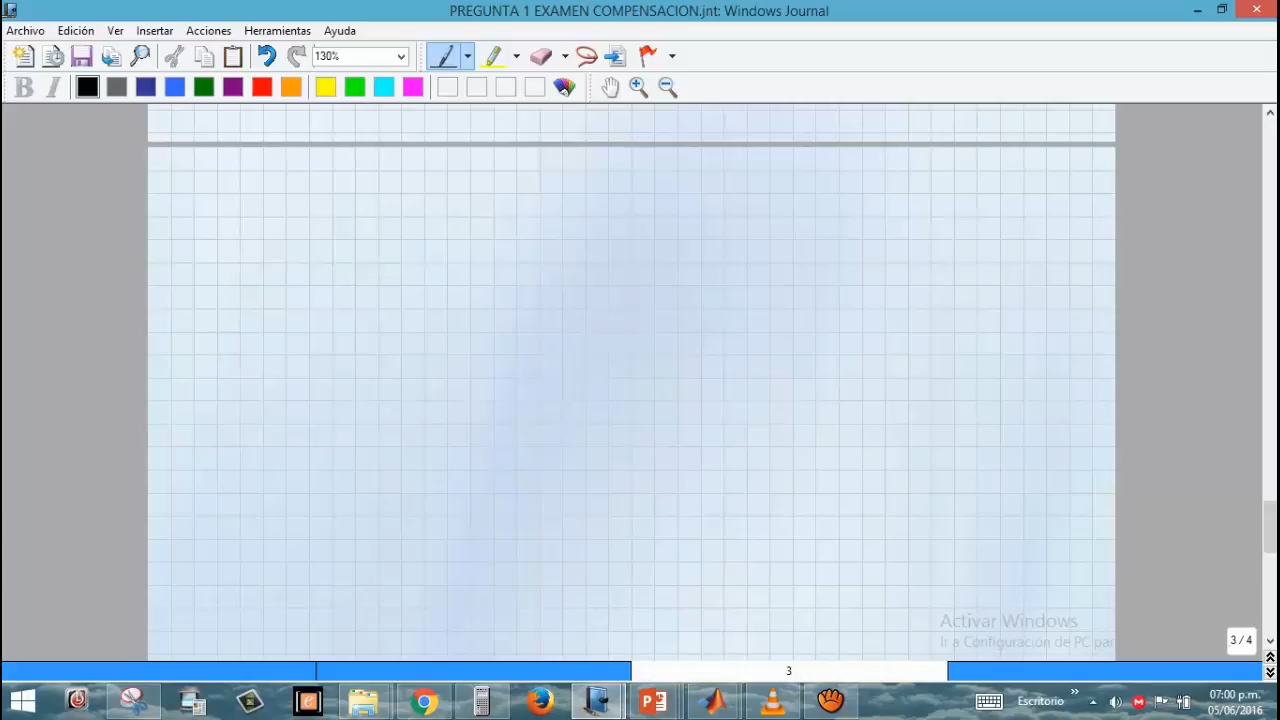 PREGUNTA 1 EXAMEN COMPENSACION.jnt: Windows Journal
Archivo Edición Ver Insertar Acciones Herramientas Ayuda
130%
B I
Activar Windows
Ir a Configuración de PC par
3 / 4
3
Escritorio
07:00 p.m.
05/06/2016